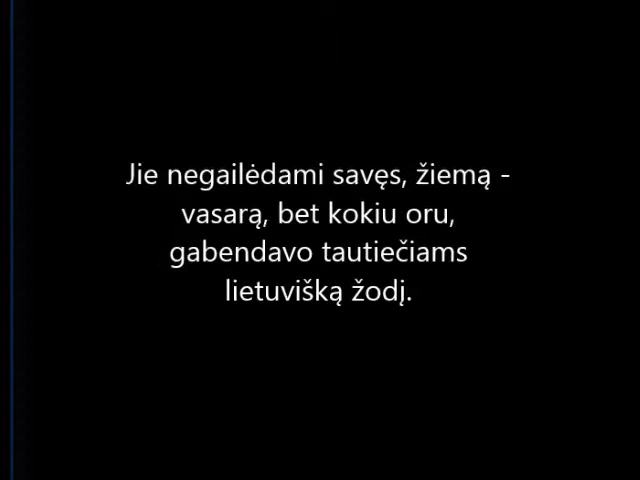 Jie negailėdami savęs, žiemą -
vasarą, bet kokiu oru,
gabendavo tautiečiams
lietuvišką žodį.